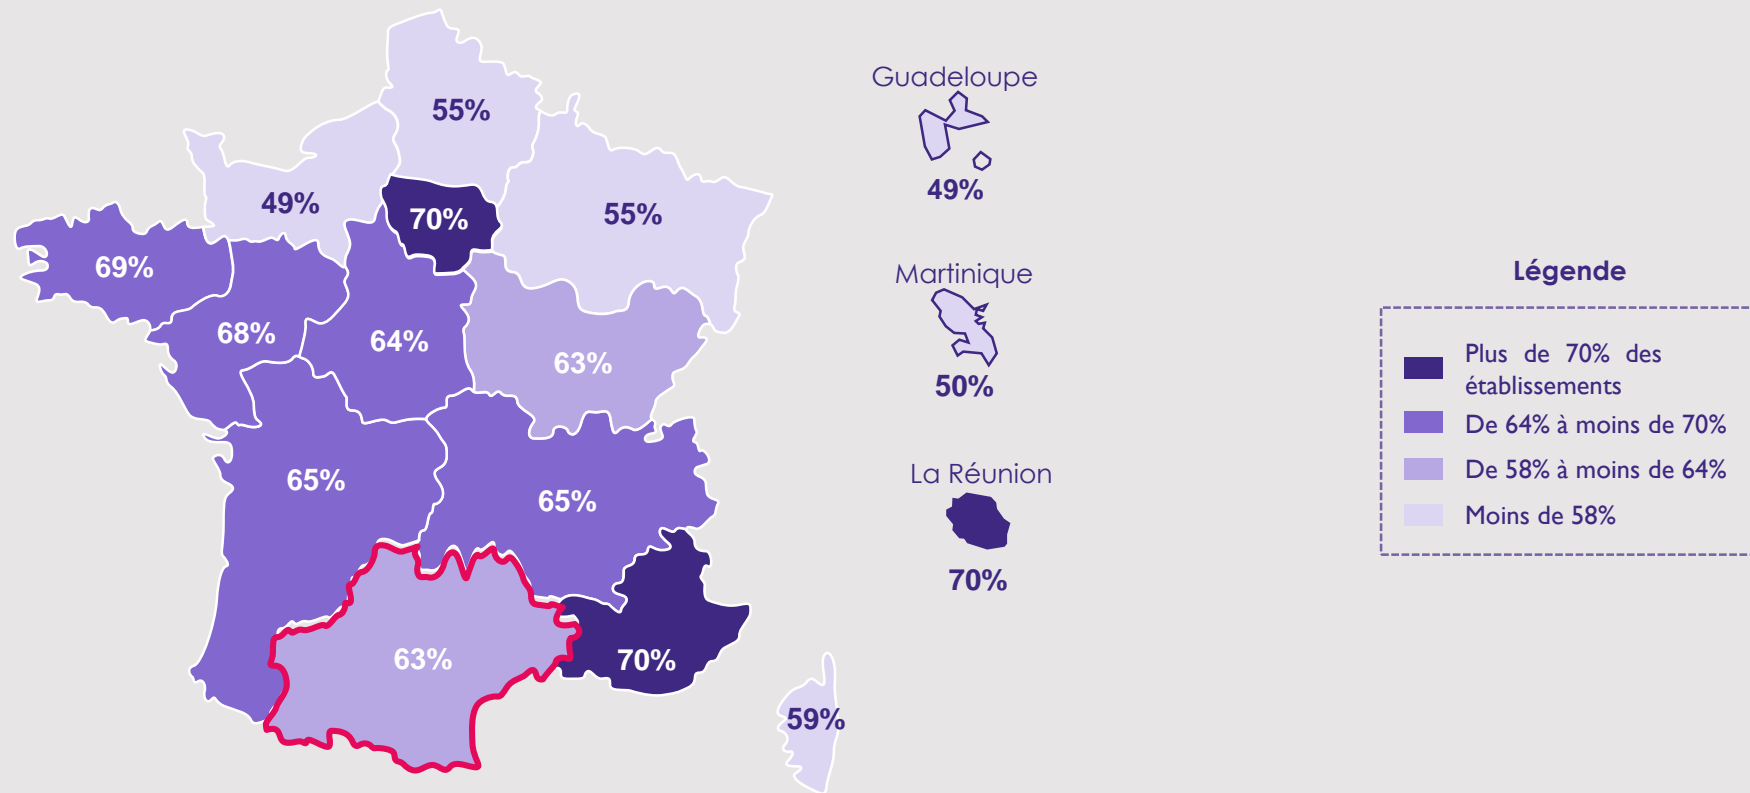 55%
49%
70%
55%
69%
68%
64%
63%
65%
65%
63%
70%
59%
Guadeloupe
49%
Martinique
50%
La Réunion
70%
Légende
Plus de 70% des
établissements
De 64% à moins de 70%
De 58% à moins de 64%
Moins de 58%